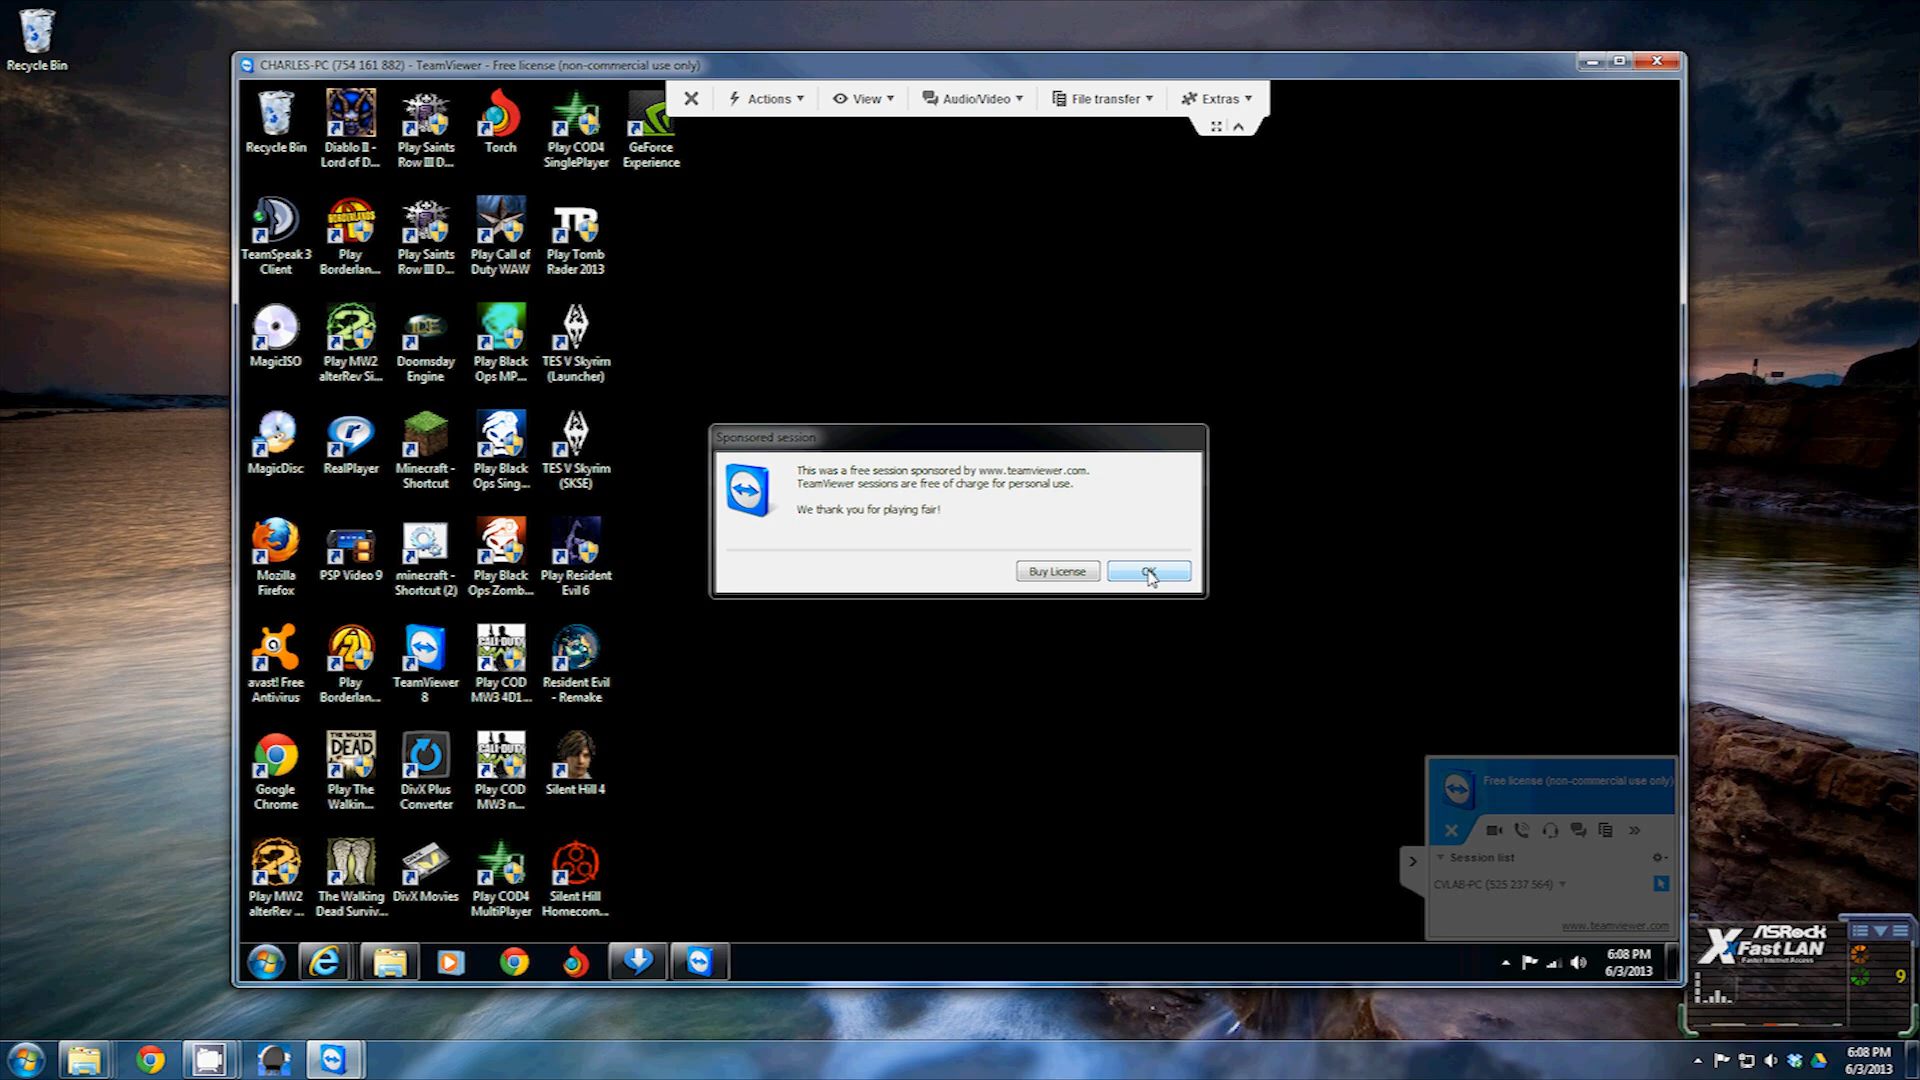 Recycle Bin
CHARLES-PC (754 161 882) - TeamViewer - Free license (non-commercial use only)
Actions View Audio/Video File transfer Extras
Recycle Bin
Diablo II -
Lord of D...
Play Saints
Row III D...
Torch
Play COD4
SinglePlayer
GeForce
Experience
TeamSpeak 3
Client
Play
Borderlan...
Play Saints
Row III D...
Play Call of
Duty WAW
Play Tomb
Rader 2013
MagicISO
Play MW2
alterRev Si...
Doomsday
Engine
Play Black
Ops MP...
TES V Skyrim
(Launcher)
MagicDisc
RealPlayer
Minecraft -
Shortcut
Play Black
Ops Sing...
TES V Skyrim
(SKSE)
Mozilla
Firefox
PSP Video 9
minecraft -
Shortcut (2)
Play Black
Ops Zomb...
Play Resident
Evil 6
avast! Free
Antivirus
Play
Borderlan...
TeamViewer
8
Play COD
MW3 4D1...
Resident Evil
- Remake
Google
Chrome
Play The
Walkin...
DivX Plus
Converter
Play COD
MW3 n...
Silent Hill 4
Play MW2
alterRev ...
The Walking
Dead Surviv...
DivX Movies
Play COD4
MultiPlayer
Silent Hill
Homecom...
Sponsored session
This was a free session sponsored by www.teamviewer.com.
TeamViewer sessions are free of charge for personal use.
We thank you for playing fair!
Buy License OK
Free license (non-commercial use only)
Session list
CVLAB-PC (525 237 564)
www.teamviewer.com
6:08 PM
6/3/2013
ASRock
XFast LAN
Faster Internet Access
9
6:08 PM
6/3/2013